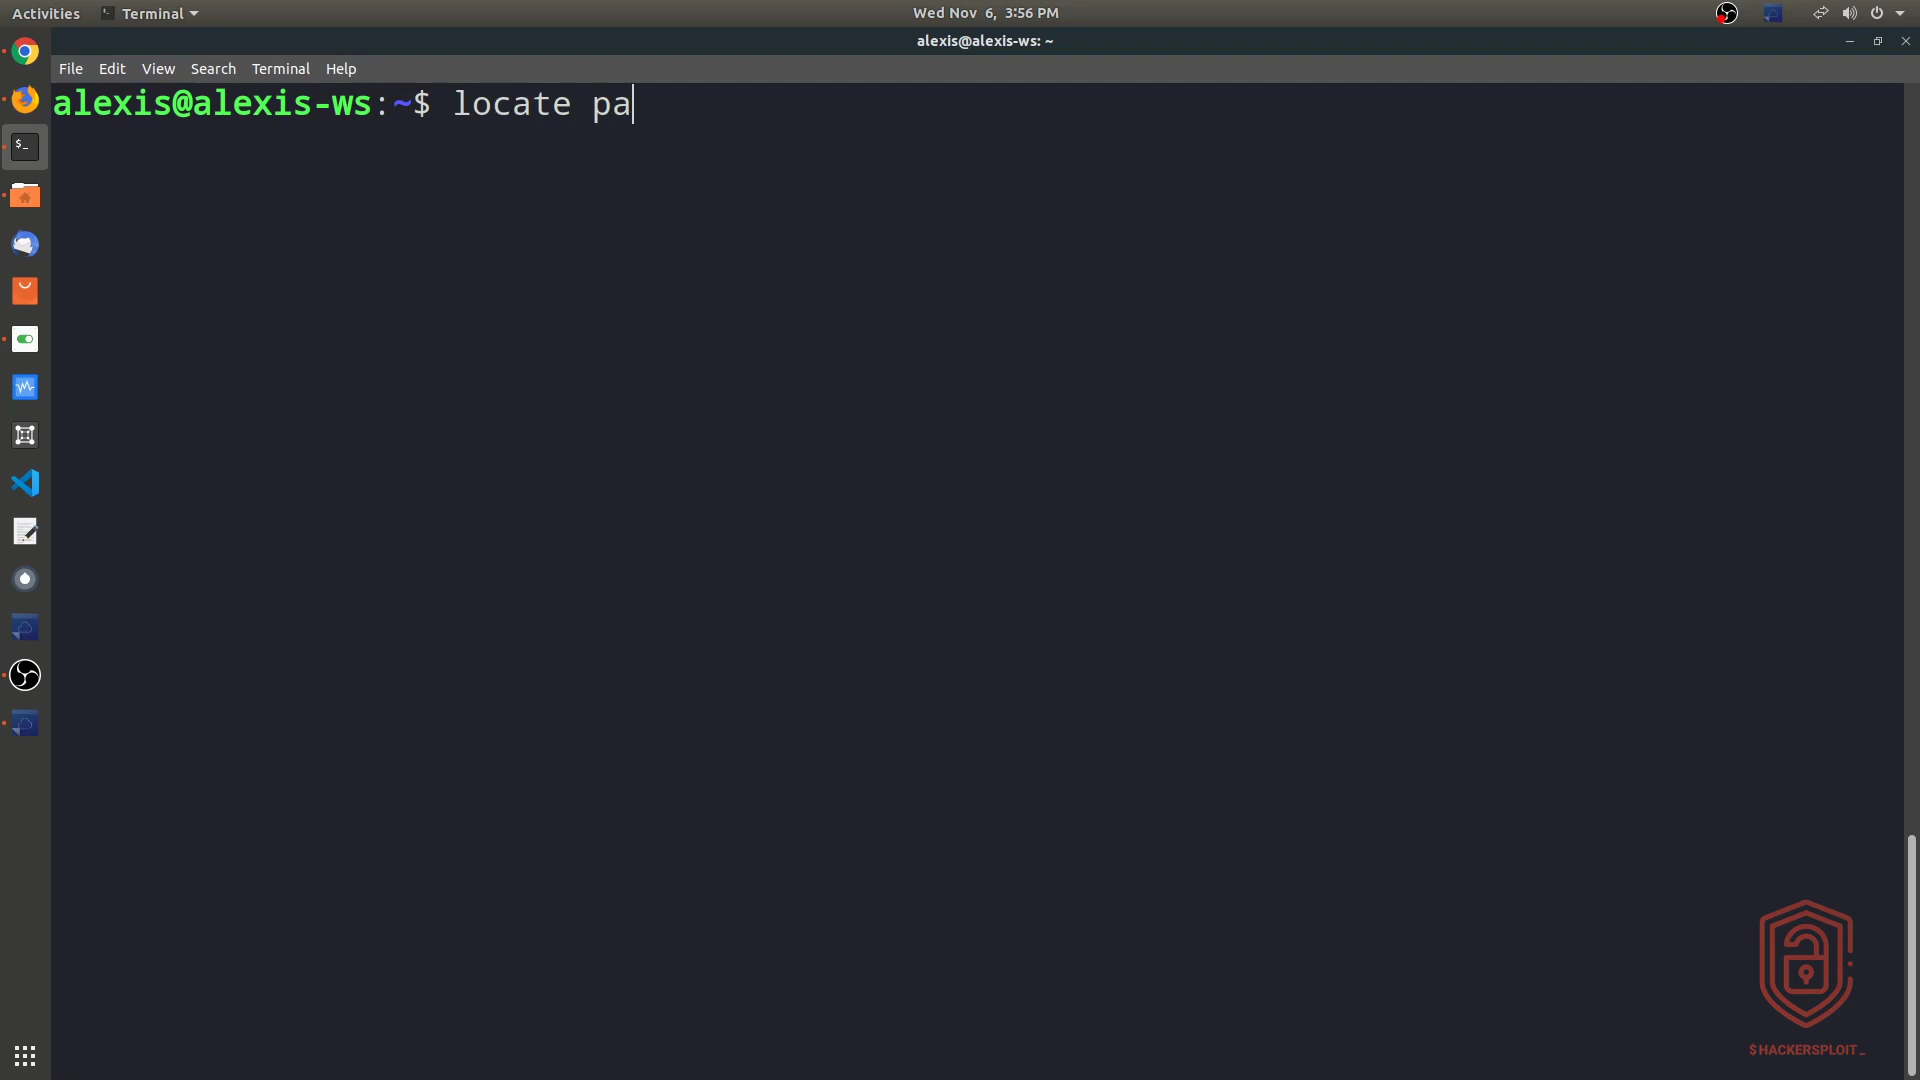 Activities Terminal Wed Nov 6, 3:56 PM
alexis@alexis-ws: ~
File Edit View Search Terminal Help
alexis@alexis-ws:~$ locate pa
$HACKERSPLOIT_